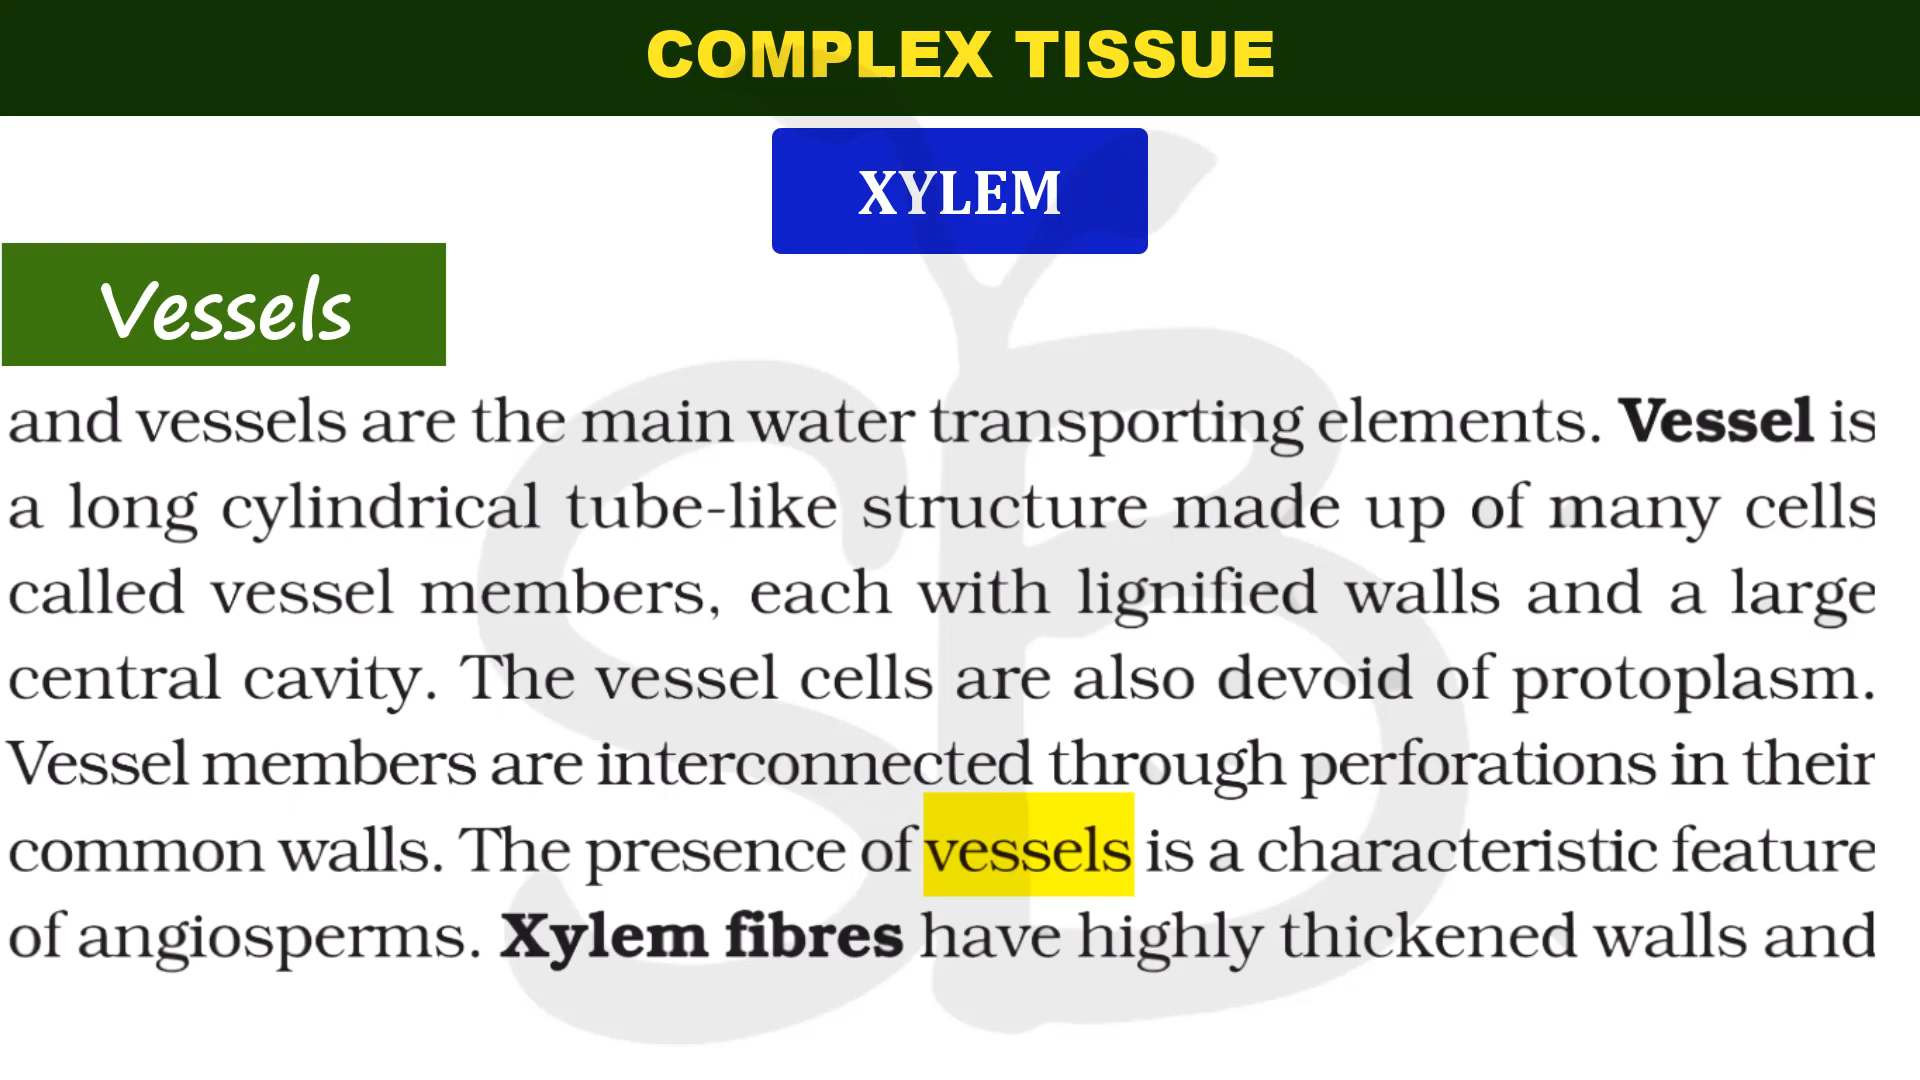 COMPLEX TISSUE
XYLEM
Vessels
and vessels are the main water transporting elements. Vessel is
a long cylindrical tube-like structure made up of many cells
called vessel members, each with lignified walls and a large
central cavity. The vessel cells are also devoid of protoplasm.
Vessel members are interconnected through perforations in their
common walls. The presence of vessels is a characteristic feature
of angiosperms. Xylem fibres have highly thickened walls and
SB